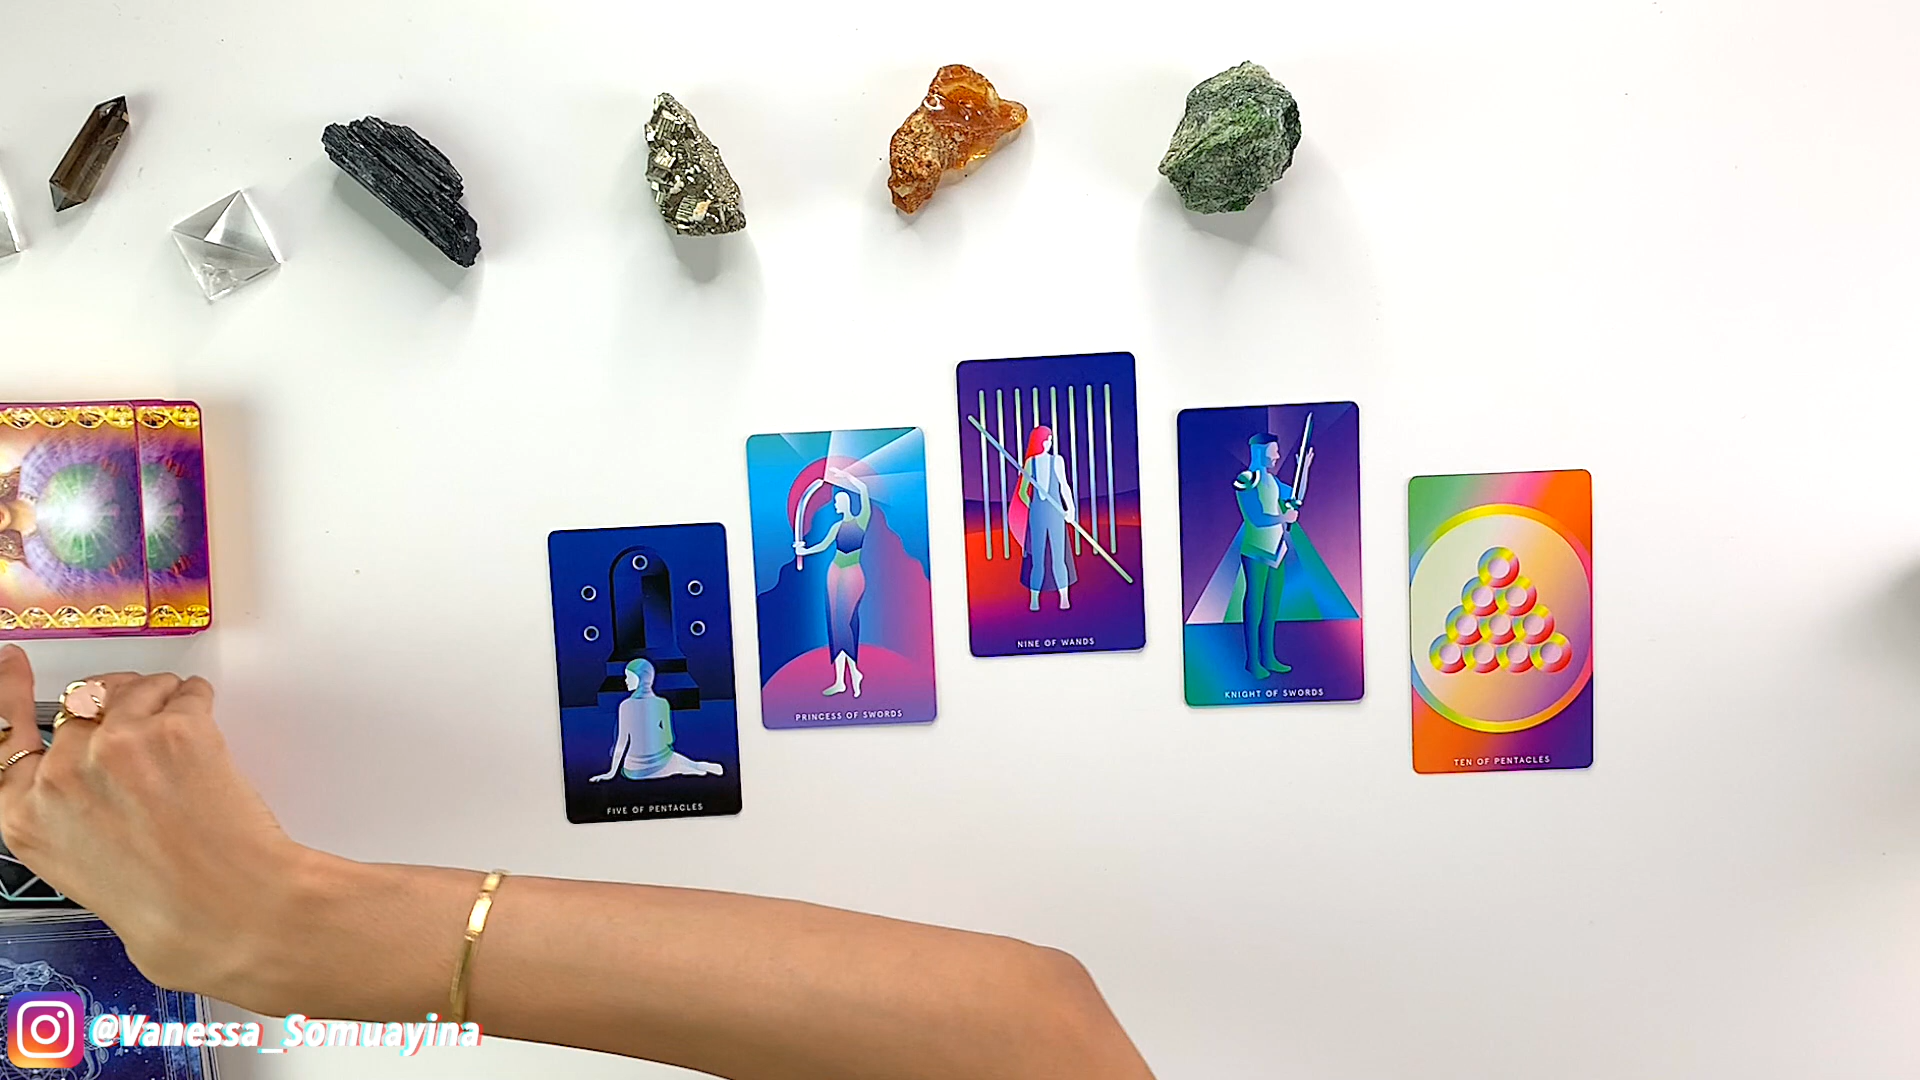 NINE OF WANDS
KNIGHT OF SWORDS
PRINCESS OF SWORDS
TEN OF PENTACLES
FIVE OF PENTACLES
@Vanessa_Somuayina